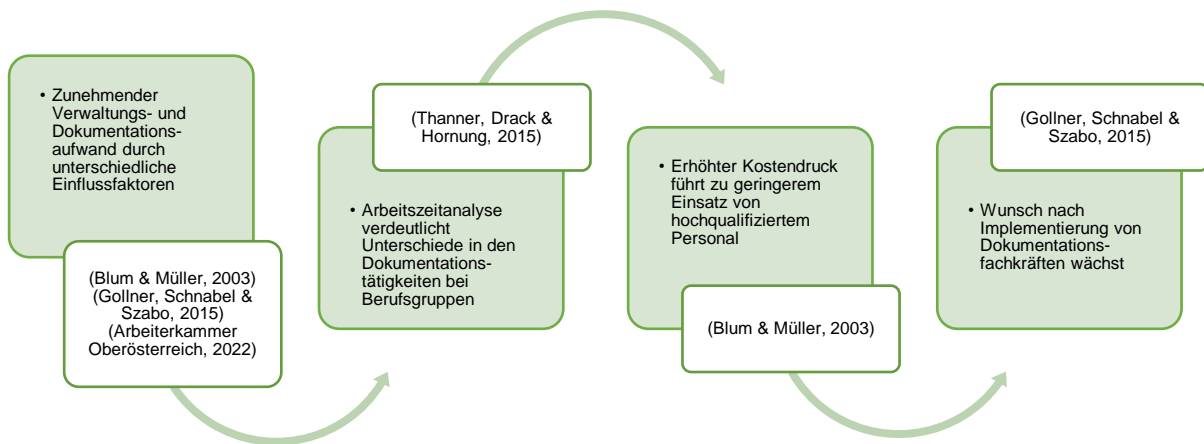 • Zunehmender
Verwaltungs- und
Dokumentations-
aufwand durch
unterschiedliche
Einflussfaktoren
(Blum & Müller, 2003)
(Gollner, Schnabel &
Szabo, 2015)
(Arbeiterkammer
Oberösterreich, 2022)
(Thanner, Drack &
Hornung, 2015)
• Arbeitszeitanalyse
verdeutlicht
Unterschiede in den
Dokumentations-
tätigkeiten bei
Berufsgruppen
• Erhöhter Kostendruck
führt zu geringerem
Einsatz von
hochqualifiziertem
Personal
(Blum & Müller, 2003)
(Gollner, Schnabel &
Szabo, 2015)
• Wunsch nach
Implementierung von
Dokumentations-
fachkräften wächst